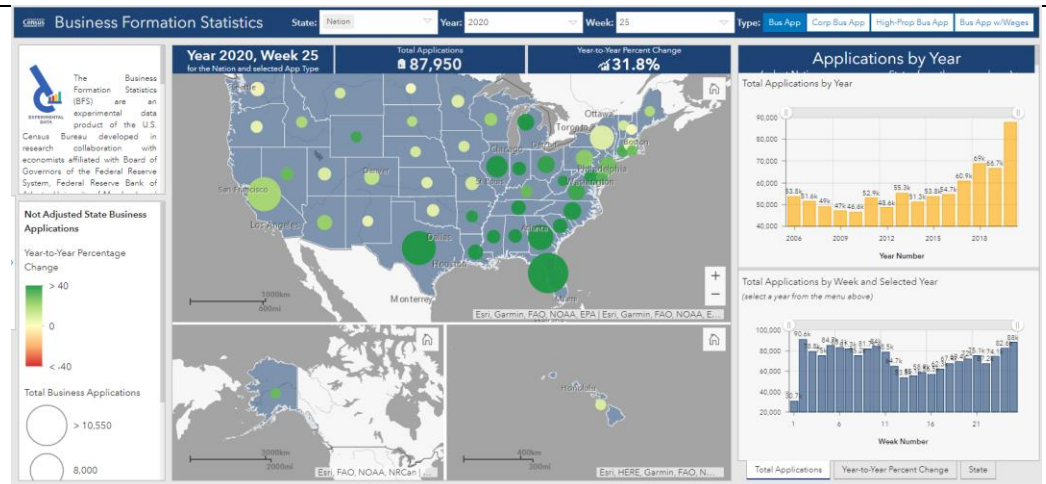 Census Business Formation Statistics
State: Nation Year: 2020 Week: 25 Type: Bus App Corp Bus App High-Prop Bus App Bus App w/Wages
EXPERIMENTAL DATA
The Business
Formation Statistics
(BFS) are an
experimental data
product of the U.S.
Census Bureau developed in
research collaboration with
economists affiliated with Board of
Governors of the Federal Reserve
System, Federal Reserve Bank of
Not Adjusted State Business
Applications
Year-to-Year Percentage
Change
> 40
0
< -40
Total Business Applications
> 10,550
8,000
Year 2020, Week 25
for the Nation and selected App Type
Total Applications
87,950
Year-to-Year Percent Change
31.8%
Seattle
Ottawa
Toronto
Boston
Chicago
Detroit
Philadelphia
Denver
St Louis
Washington
San Francisco
Los Angeles
Atlanta
Dallas
Houston
Monterrey
Miami
1000km
600mi
+
−
Esri, Garmin, FAO, NOAA, EPA | Esri, Garmin, FAO, NOAA, E...
3000km
2000mi
Esri, FAO, NOAA, NRCan | ...
Honolulu
400km
200mi
Esri, HERE, Garmin, FAO, N...
Applications by Year
Total Applications by Year
90,000
80,000
70,000
60,000
50,000
40,000
53.8k 51.6k 49k 47k 46.6k 52.9k 48.6k 55.3k 51.3k 53.8k 54.7k 60.9k 69k 66.7k
2006 2009 2012 2015 2018
Year Number
Total Applications by Week and Selected Year
(select a year from the menu above)
100,000
80,000
60,000
40,000
20,000
30.7k 90.6k 64.7k 88k
1 6 11 16 21
Week Number
Total Applications Year-to-Year Percent Change State